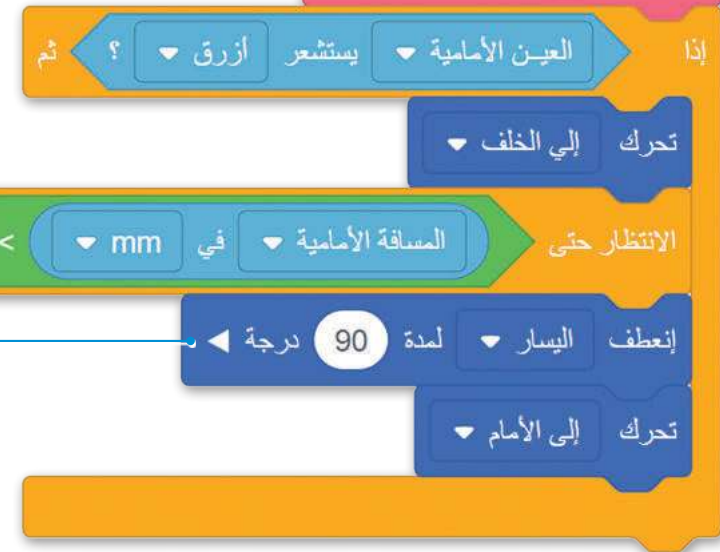 إذا العيـن الأمامية يستشعر أزرق ؟ ثم
تحرك إلي الخلف
الانتظار حتى المسافة الأمامية في mm >
إنعطف اليسار لمدة 90 درجة
تحرك إلى الأمام